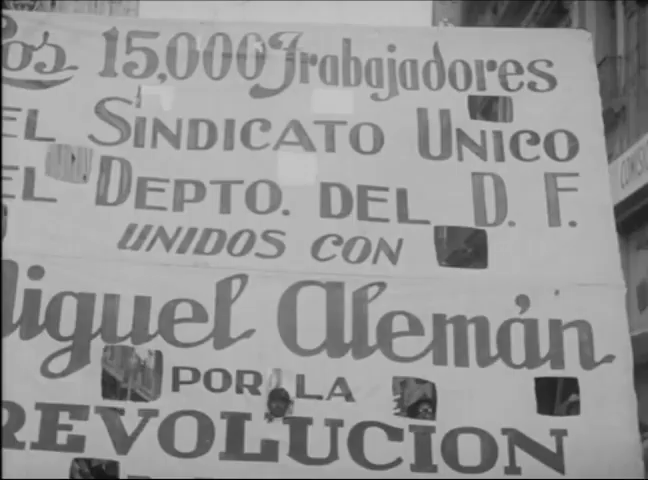 Los 15,000 Trabajadores
EL SINDICATO UNICO
EL DEPTO. DEL D. F.
UNIDOS CON
Miguel Alemán
POR LA
REVOLUCION